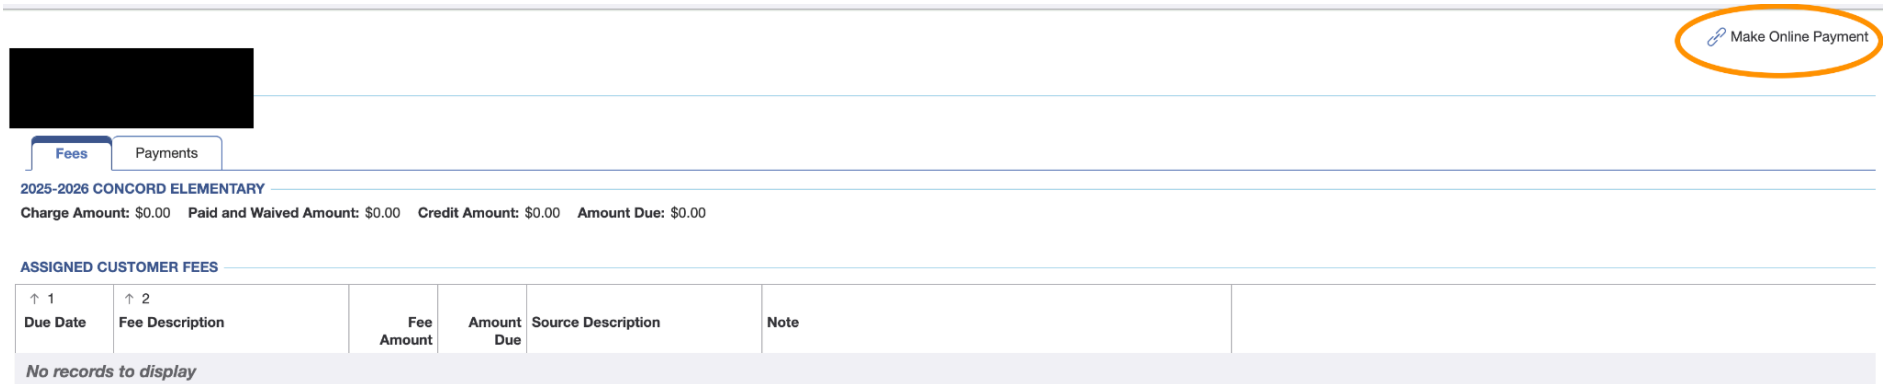 Make Online Payment
Fees Payments
2025-2026 CONCORD ELEMENTARY
Charge Amount: $0.00 Paid and Waived Amount: $0.00 Credit Amount: $0.00 Amount Due: $0.00
ASSIGNED CUSTOMER FEES
↑ 1 ↑ 2
Due Date Fee Description Fee Amount Amount Due Source Description Note
No records to display